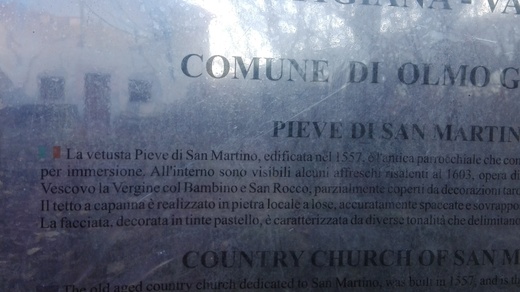 COMUNE DI OLMO G
PIEVE DI SAN MARTIN
La vetusta Pieve di San Martino, edificata nel 1557, è l'antica parrocchiale che con
per immersione. All'interno sono visibili alcuni affreschi risalenti al 1603, opera di
Vescovo la Vergine col Bambino e San Rocco, parzialmente coperti da decorazioni tar
Il tetto a capanna è realizzato in pietra locale a lose, accuratamente spaccate e sovrappo
La facciata, decorata in tinte pastello, è caratterizzata da diverse tonalità che delimitano
COUNTRY CHURCH OF SAN M
The old aged country church dedicated to San Martino, was built in 1557, and is th